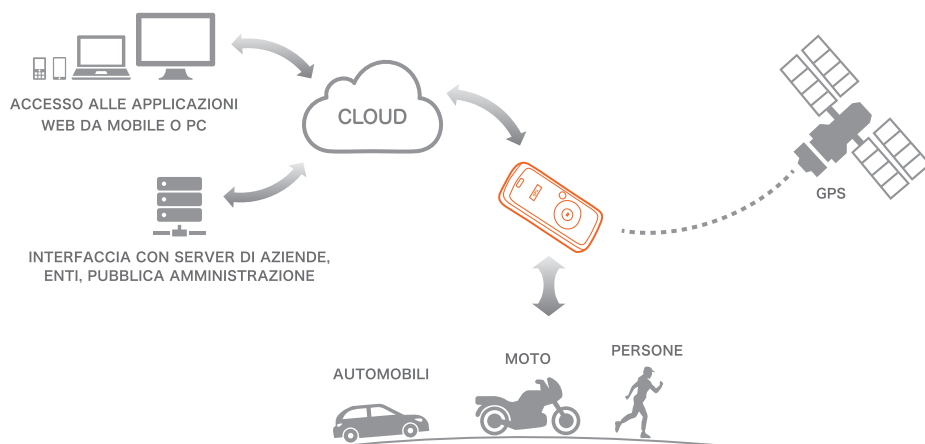 ACCESSO ALLE APPLICAZIONI
WEB DA MOBILE O PC
CLOUD
GPS
INTERFACCIA CON SERVER DI AZIENDE,
ENTI, PUBBLICA AMMINISTRAZIONE
AUTOMOBILI
MOTO
PERSONE